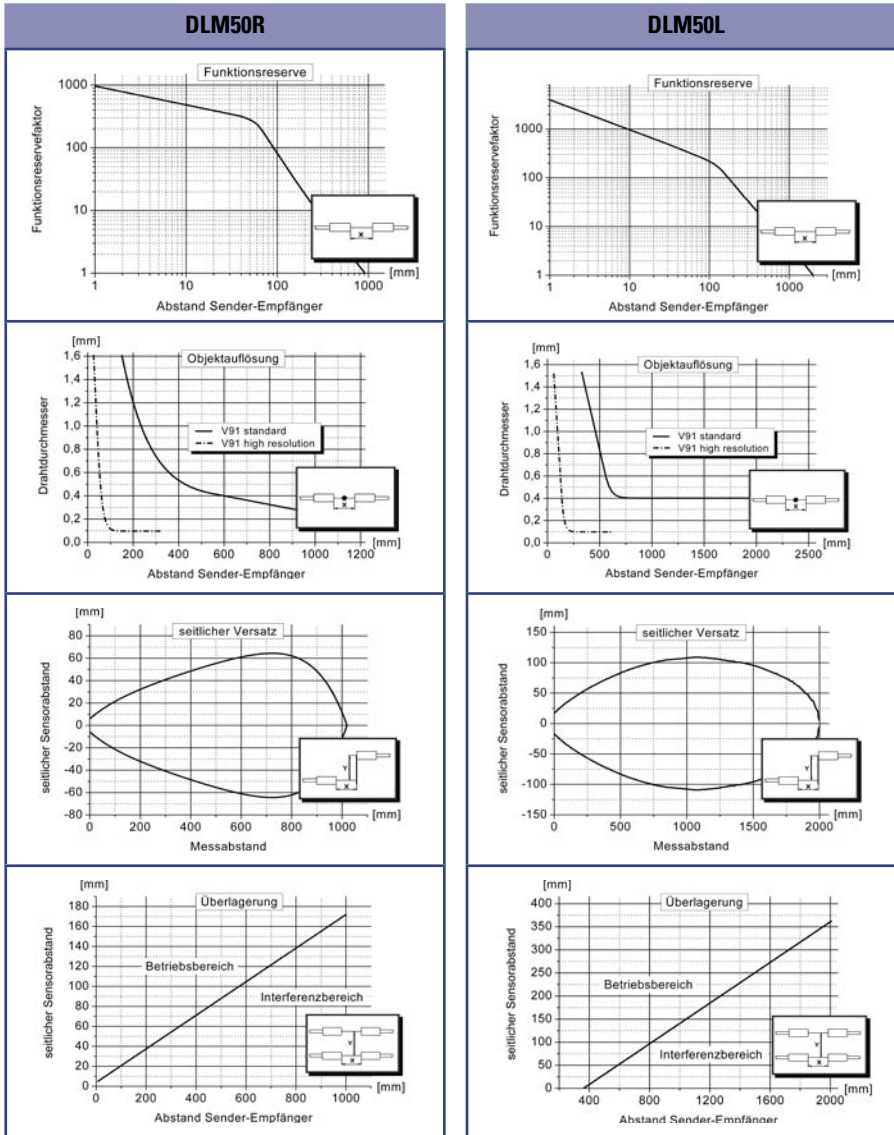 DLM50R
Funktionsreserve
Funktionsreservefaktor
1000
100
10
1
1 10 100 1000 [mm]
x
Abstand Sender-Empfänger
[mm]
Objektauflösung
Drahtdurchmesser
1,6
1,4
1,2
1,0
0,8
0,6
0,4
0,2
0,0
V91 standard
V91 high resolution
x
0 200 400 600 800 1000 1200
[mm]
Abstand Sender-Empfänger
[mm]
seitlicher Versatz
seitlicher Sensorabstand
80
60
40
20
0
-20
-40
-60
-80
Y
x
0 200 400 600 800 1000 [mm]
Messabstand
[mm]
Überlagerung
seitlicher Sensorabstand
180
160
140
120
100
80
60
40
20
0
Betriebsbereich
Interferenzbereich
Y
x
0 200 400 600 800 1000 [mm]
Abstand Sender-Empfänger
DLM50L
Funktionsreserve
Funktionsreservefaktor
1000
100
10
1
1 10 100 1000 [mm]
x
Abstand Sender-Empfänger
[mm]
Objektauflösung
Drahtdurchmesser
1,6
1,4
1,2
1,0
0,8
0,6
0,4
0,2
0,0
V91 standard
V91 high resolution
x
0 500 1000 1500 2000 2500
[mm]
Abstand Sender-Empfänger
[mm]
seitlicher Versatz
seitlicher Sensorabstand
150
100
50
0
-50
-100
-150
Y
x
0 500 1000 1500 2000 [mm]
Messabstand
[mm]
Überlagerung
seitlicher Sensorabstand
400
350
300
250
200
150
100
50
0
Betriebsbereich
Interferenzbereich
Y
x
400 800 1200 1600 2000 [mm]
Abstand Sender-Empfänger